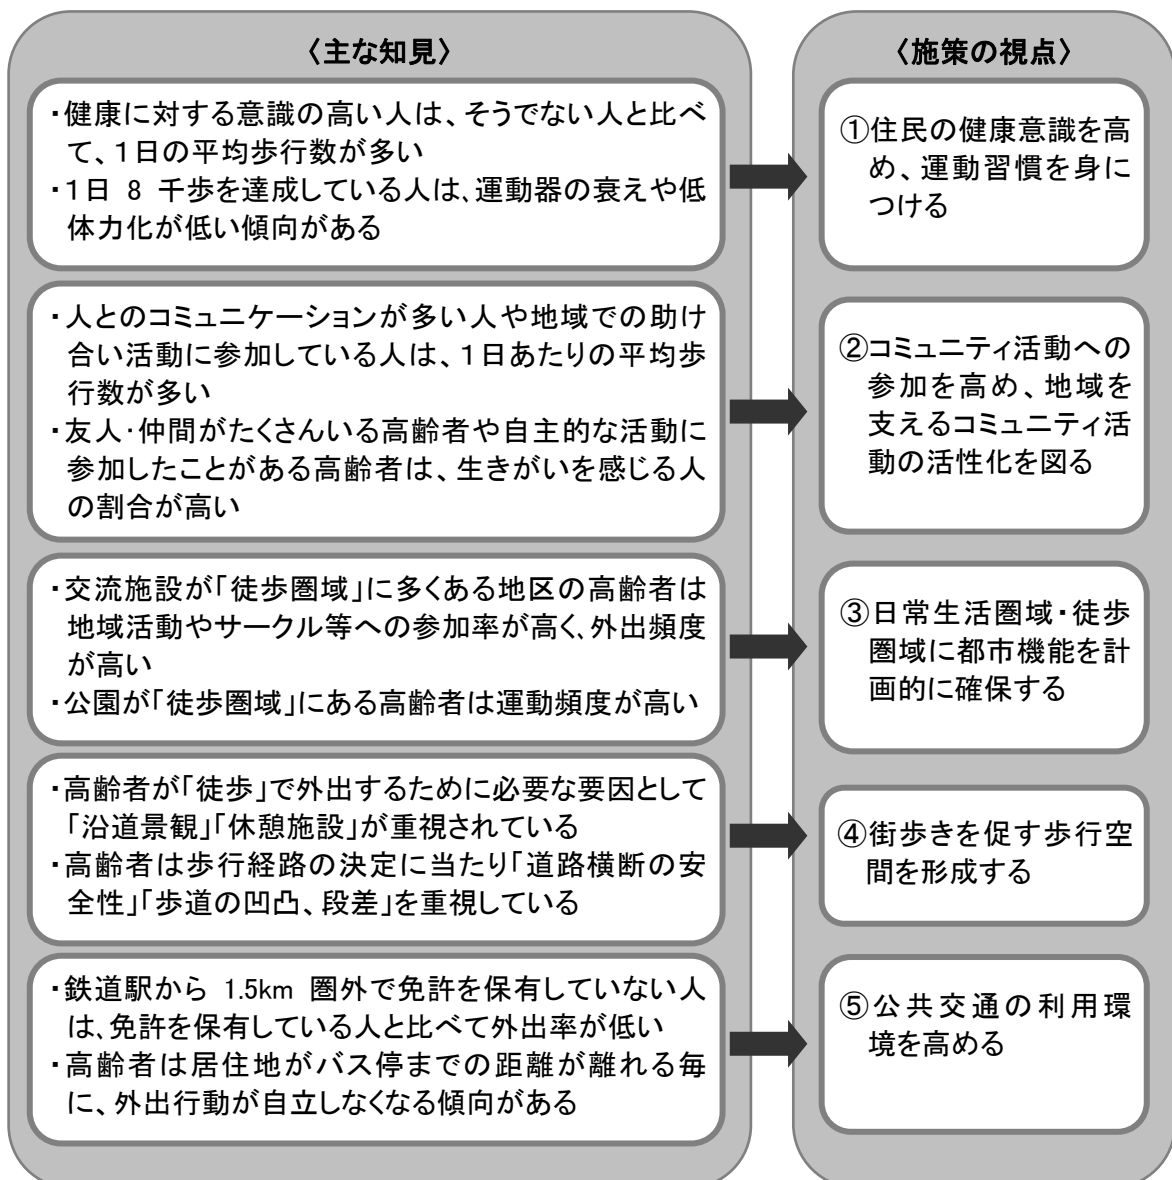 〈主な知見〉
・健康に対する意識の高い人は、そうでない人と比べ
て、1日の平均歩行数が多い
・1日 8 千歩を達成している人は、運動器の衰えや低
体力化が低い傾向がある
・人とのコミュニケーションが多い人や地域での助け
合い活動に参加している人は、1日あたりの平均歩
行数が多い
・友人・仲間がたくさんいる高齢者や自主的な活動に
参加したことがある高齢者は、生きがいを感じる人
の割合が高い
・交流施設が「徒歩圏域」に多くある地区の高齢者は
地域活動やサークル等への参加率が高く、外出頻度
が高い
・公園が「徒歩圏域」にある高齢者は運動頻度が高い
・高齢者が「徒歩」で外出するために必要な要因として
「沿道景観」「休憩施設」が重視されている
・高齢者は歩行経路の決定に当たり「道路横断の安
全性」「歩道の凹凸、段差」を重視している
・鉄道駅から 1.5km 圏外で免許を保有していない人
は、免許を保有している人と比べて外出率が低い
・高齢者は居住地がバス停までの距離が離れる毎
に、外出行動が自立しなくなる傾向がある
〈施策の視点〉
①住民の健康意識を高
め、運動習慣を身に
つける
②コミュニティ活動への
参加を高め、地域を
支えるコミュニティ活
動の活性化を図る
③日常生活圏域・徒歩
圏域に都市機能を計
画的に確保する
④街歩きを促す歩行空
間を形成する
⑤公共交通の利用環
境を高める